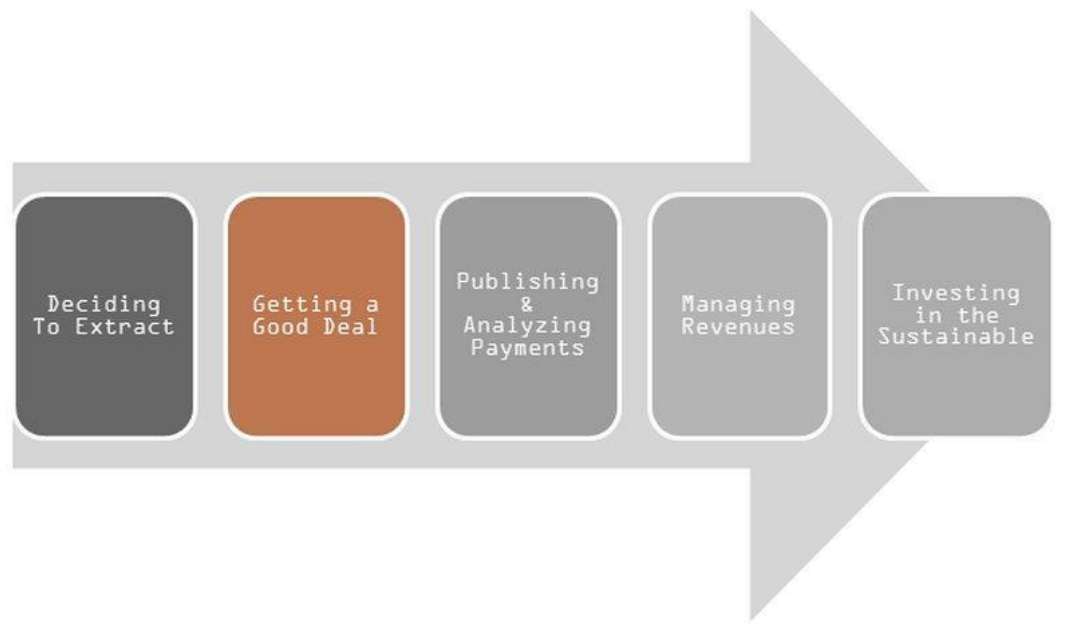 Deciding
To Extract
Getting a
Good Deal
Publishing
&
Analyzing
Payments
Managing
Revenues
Investing
in the
Sustainable